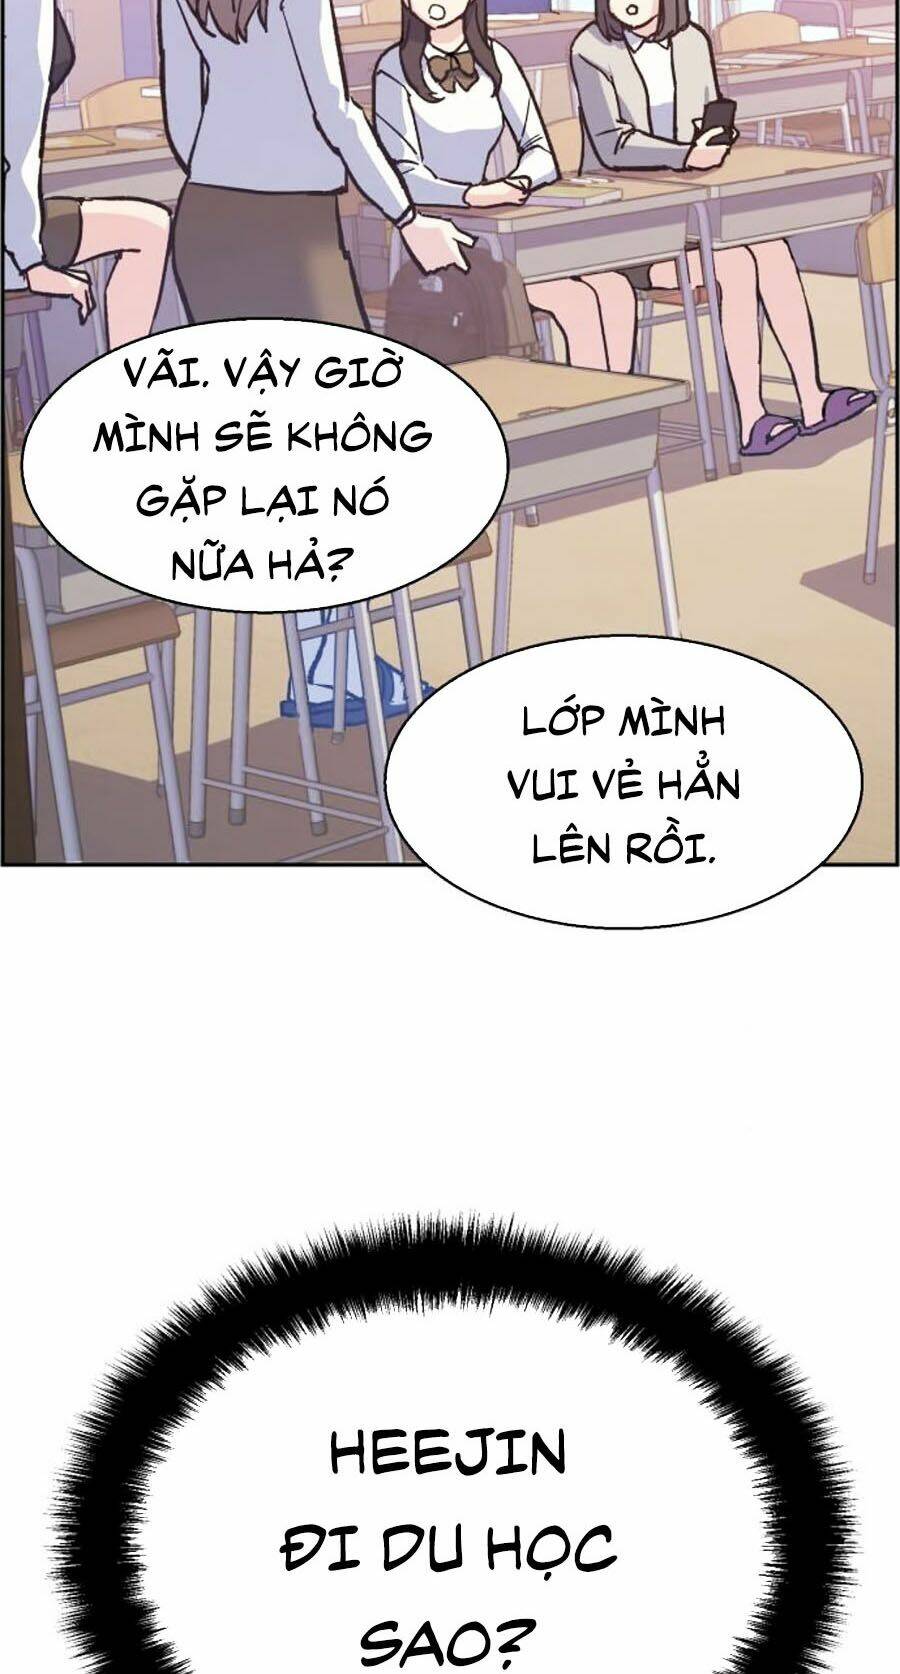 VÃI. VẬY GIỜ
MÌNH SẼ KHÔNG
GẶP LẠI NÓ
NỮA HẢ?
LỚP MÌNH
VUI VẺ HẲN
LÊN RỒI.
HEEJIN
ĐI DU HỌC
SAO?